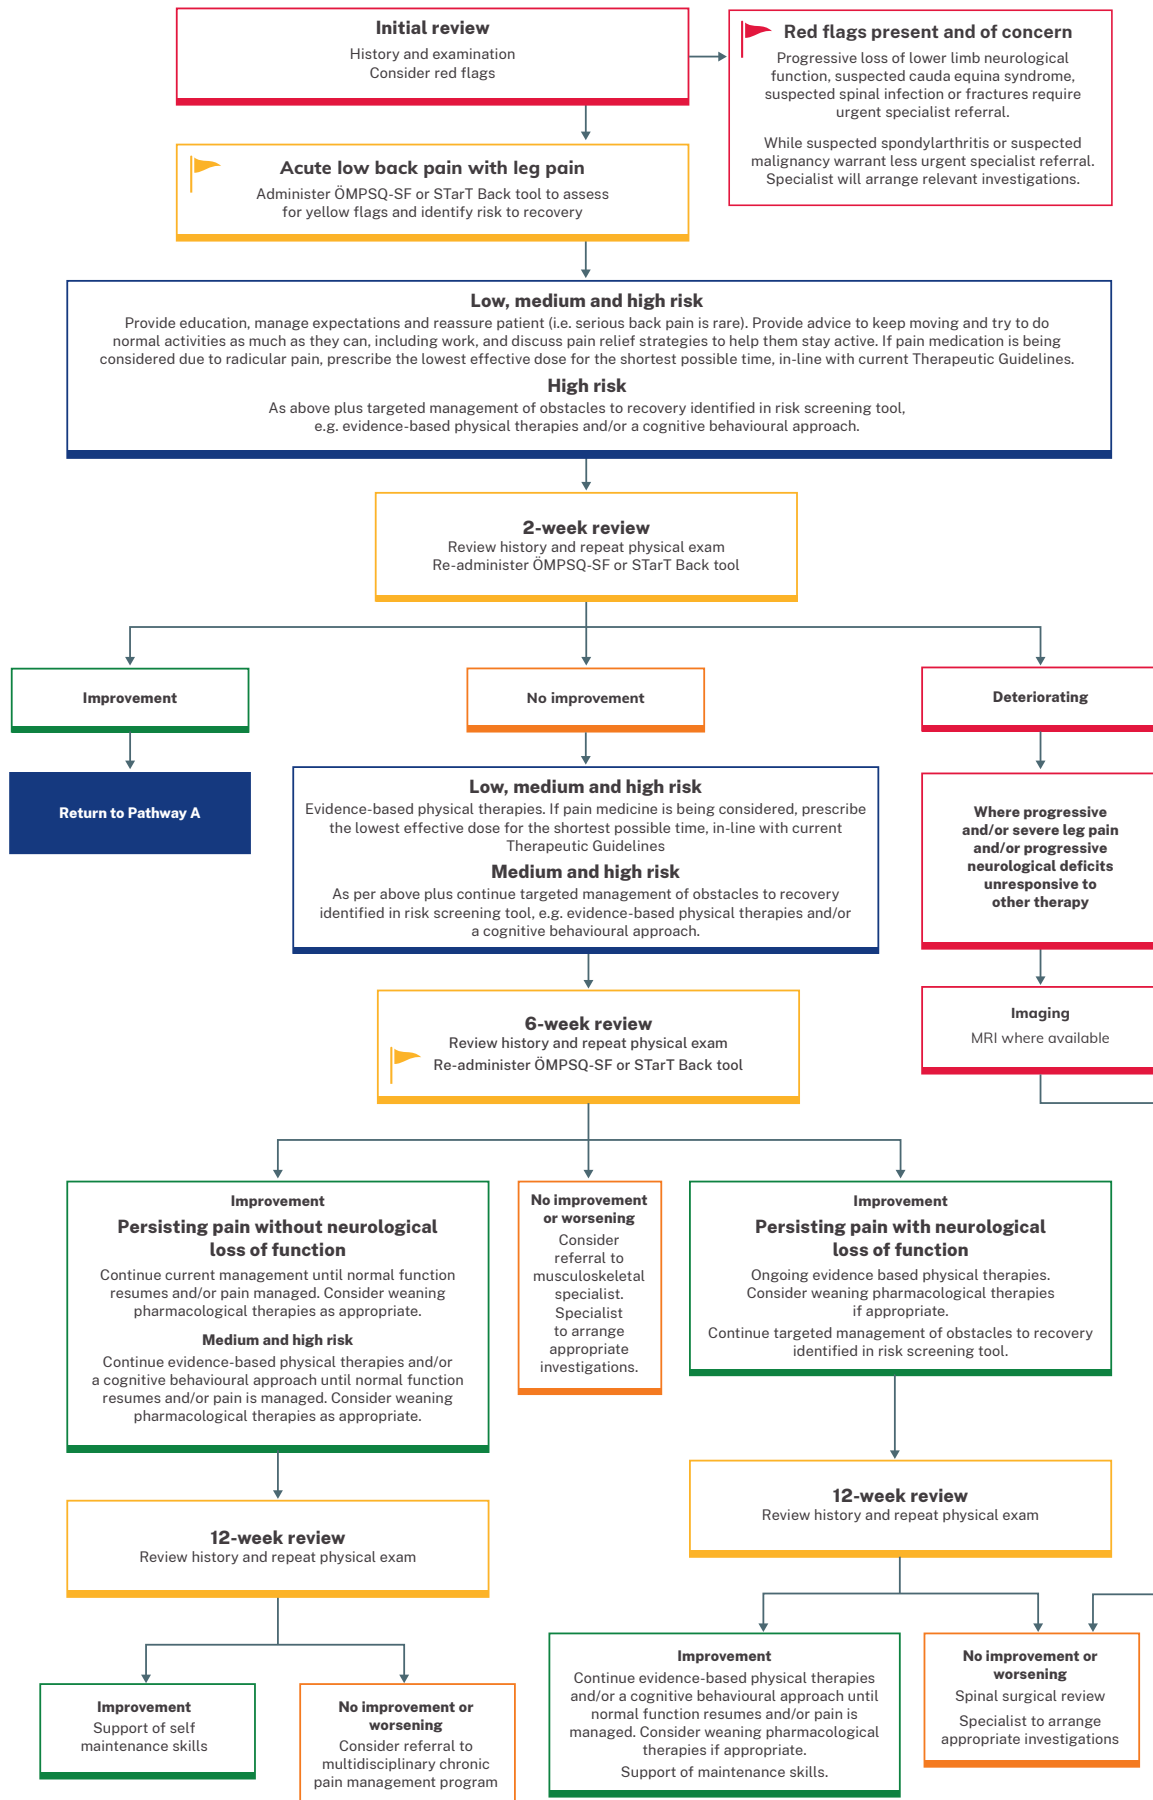 Initial review
History and examination
Consider red flags
Red flags present and of concern
Progressive loss of lower limb neurological
function, suspected cauda equina syndrome,
suspected spinal infection or fractures require
urgent specialist referral.
While suspected spondylarthritis or suspected
malignancy warrant less urgent specialist referral.
Specialist will arrange relevant investigations.
Acute low back pain with leg pain
Administer ÖMPSQ-SF or STarT Back tool to assess
for yellow flags and identify risk to recovery
Low, medium and high risk
Provide education, manage expectations and reassure patient (i.e. serious back pain is rare). Provide advice to keep moving and try to do
normal activities as much as they can, including work, and discuss pain relief strategies to help them stay active. If pain medication is being
considered due to radicular pain, prescribe the lowest effective dose for the shortest possible time, in-line with current Therapeutic Guidelines.
High risk
As above plus targeted management of obstacles to recovery identified in risk screening tool,
e.g. evidence-based physical therapies and/or a cognitive behavioural approach.
2-week review
Review history and repeat physical exam
Re-administer ÖMPSQ-SF or STarT Back tool
Improvement
No improvement
Deteriorating
Return to Pathway A
Low, medium and high risk
Evidence-based physical therapies. If pain medicine is being considered, prescribe
the lowest effective dose for the shortest possible time, in-line with current
Therapeutic Guidelines
Medium and high risk
As per above plus continue targeted management of obstacles to recovery
identified in risk screening tool, e.g. evidence-based physical therapies and/or
a cognitive behavioural approach.
Where progressive
and/or severe leg pain
and/or progressive
neurological deficits
unresponsive to
other therapy
Imaging
MRI where available
6-week review
Review history and repeat physical exam
Re-administer ÖMPSQ-SF or STarT Back tool
Improvement
Persisting pain without neurological
loss of function
Continue current management until normal function
resumes and/or pain managed. Consider weaning
pharmacological therapies as appropriate.
Medium and high risk
Continue evidence-based physical therapies and/or
a cognitive behavioural approach until normal function
resumes and/or pain is managed. Consider weaning
pharmacological therapies as appropriate.
No improvement
or worsening
Consider
referral to
musculoskeletal
specialist.
Specialist
to arrange
appropriate
investigations.
Improvement
Persisting pain with neurological
loss of function
Ongoing evidence based physical therapies.
Consider weaning pharmacological therapies
if appropriate.
Continue targeted management of obstacles to recovery
identified in risk screening tool.
12-week review
Review history and repeat physical exam
12-week review
Review history and repeat physical exam
Improvement
Support of self
maintenance skills
No improvement or
worsening
Consider referral to
multidisciplinary chronic
pain management program
Improvement
Continue evidence-based physical therapies
and/or a cognitive behavioural approach until
normal function resumes and/or pain is
managed. Consider weaning pharmacological
therapies if appropriate.
Support of maintenance skills.
No improvement or
worsening
Spinal surgical review
Specialist to arrange
appropriate investigations